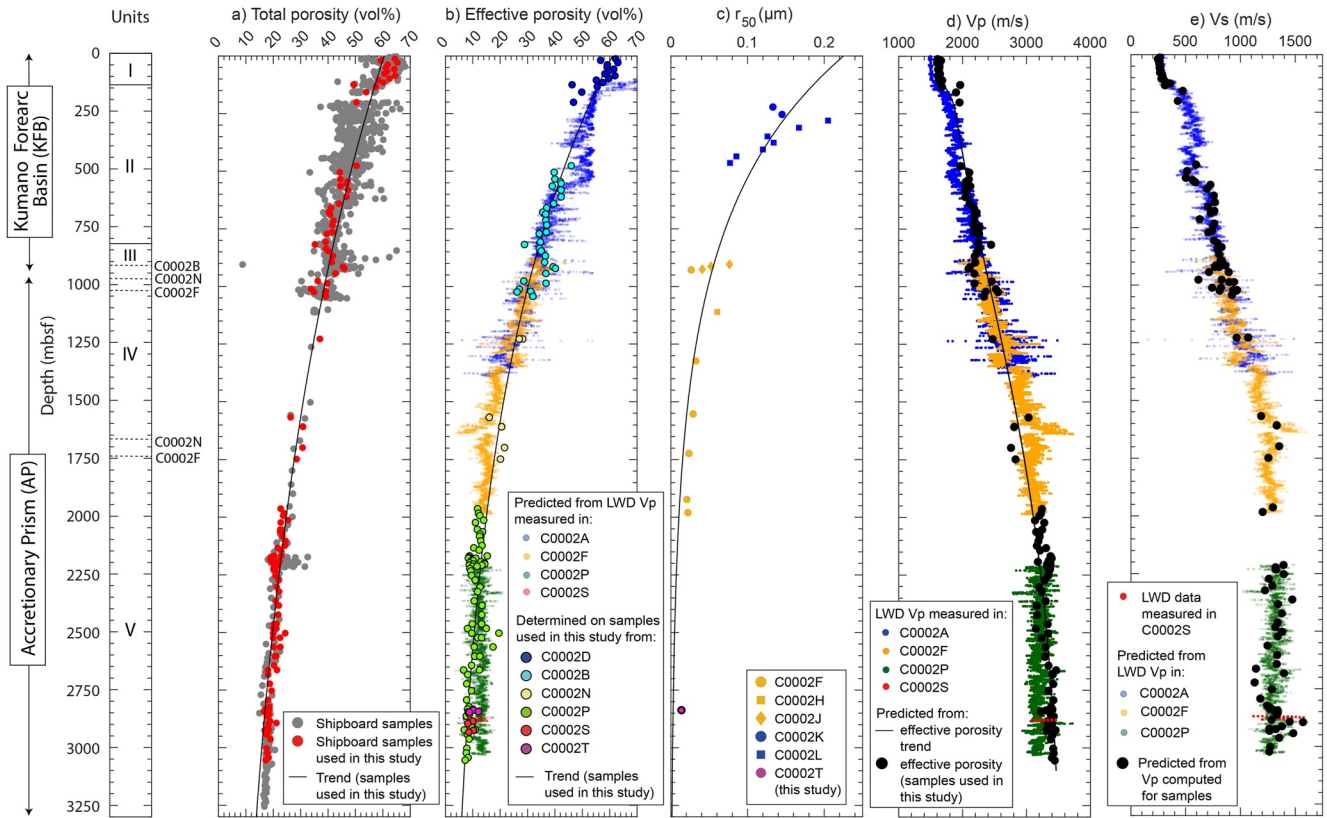 Units
a) Total porosity (vol%)
b) Effective porosity (vol%)
c) r50 (µm)
d) Vp (m/s)
e) Vs (m/s)
0 10 20 30 40 50 60 70
0 10 20 30 40 50 60 70
0 0.1 0.2
1000 2000 3000 4000
0 500 1000 1500
Kumano Forearc
Basin (KFB)
Depth (mbsf)
Accretionary Prism (AP)
0
250
500
750
1000
1250
1500
1750
2000
2250
2500
2750
3000
3250
I
II
III
IV
V
C0002B
C0002N
C0002F
C0002N
C0002F
Shipboard samples
Shipboard samples
used in this study
Trend (samples
used in this study)
Predicted from LWD Vp
measured in:
C0002A
C0002F
C0002P
C0002S
Determined on samples
used in this study from:
C0002D
C0002B
C0002N
C0002P
C0002S
C0002T
Trend (samples
used in this study)
C0002F
C0002H
C0002J
C0002K
C0002L
C0002T
(this study)
LWD Vp measured in:
C0002A
C0002F
C0002P
C0002S
Predicted from:
effective porosity
trend
effective porosity
(samples used in
this study)
LWD data
measured in
C0002S
Predicted from
LWD Vp in:
C0002A
C0002F
C0002P
Predicted from
Vp computed
for samples